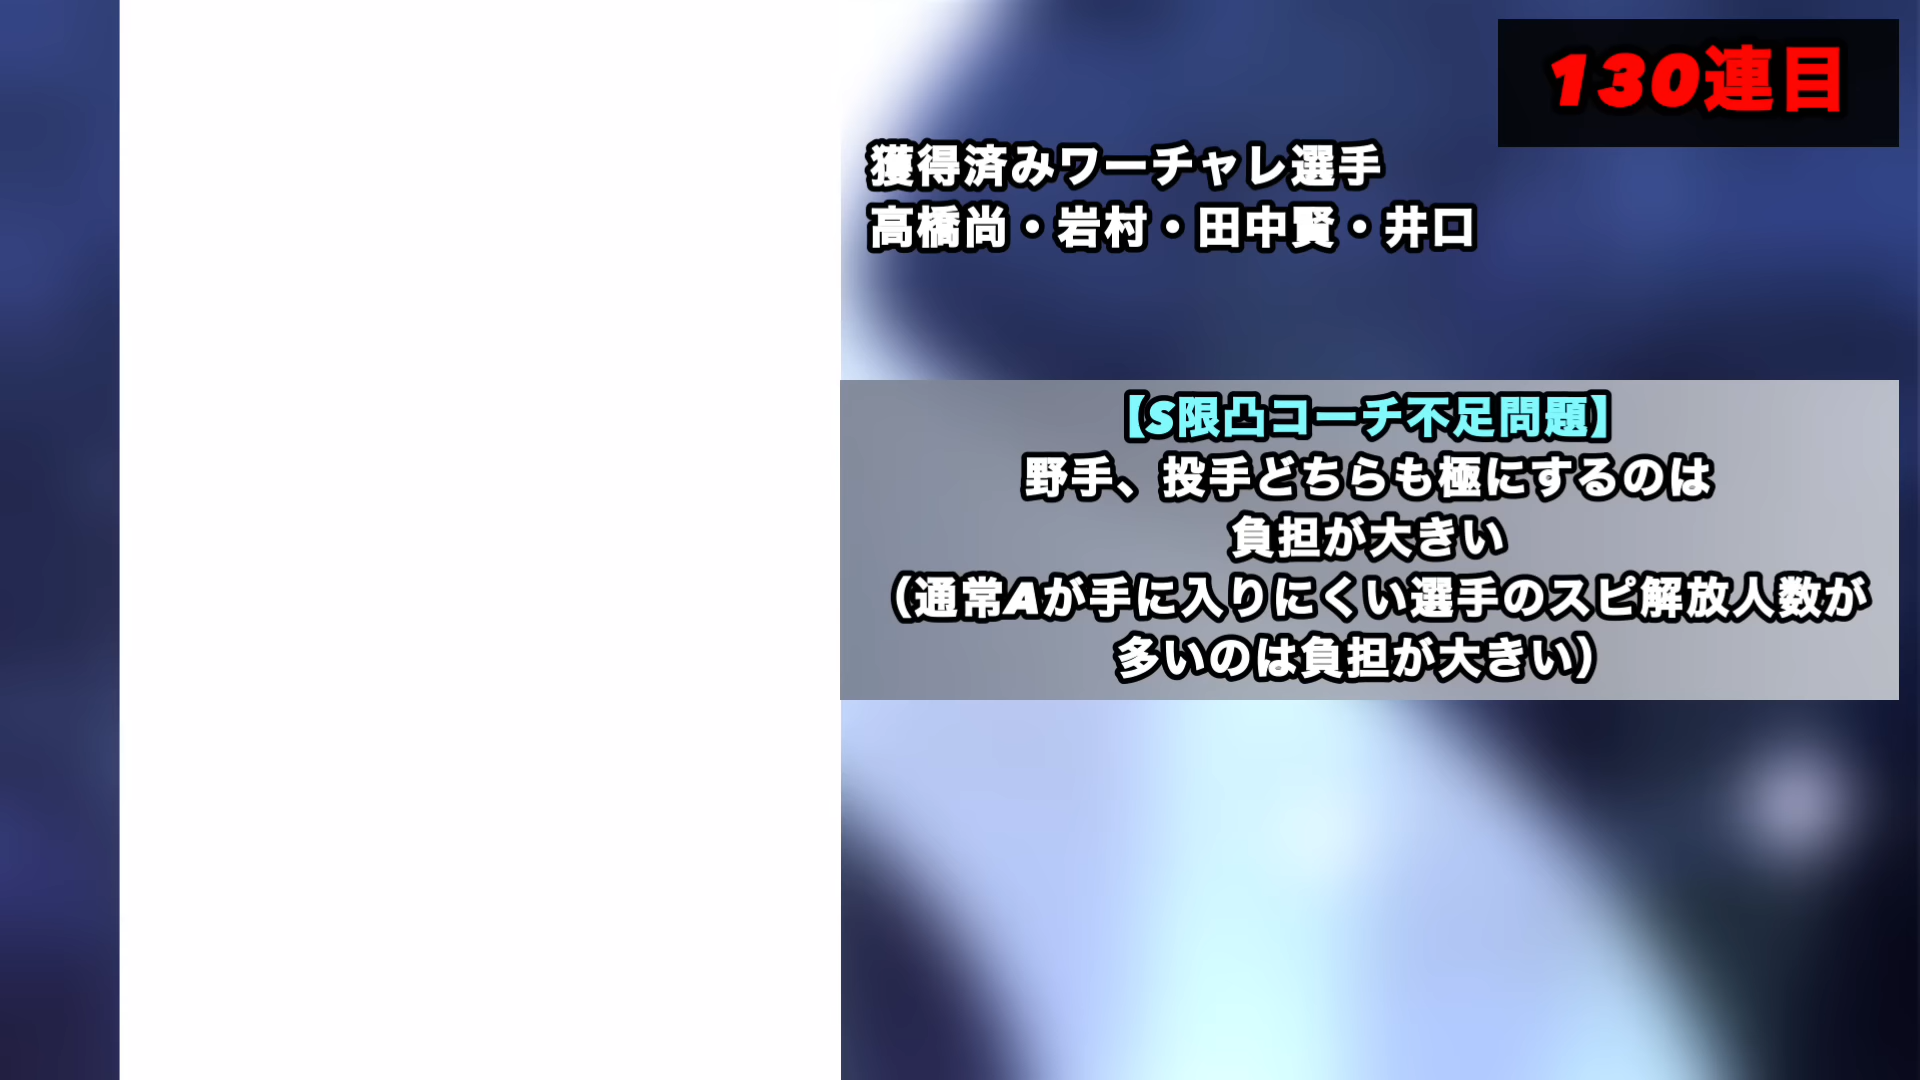 130連目
獲得済みワーチャレ選手
高橋尚・岩村・田中賢・井口
【S限凸コーチ不足問題】
野手、投手どちらも極にするのは
負担が大きい
（通常Aが手に入りにくい選手のスピ解放人数が
多いのは負担が大きい）